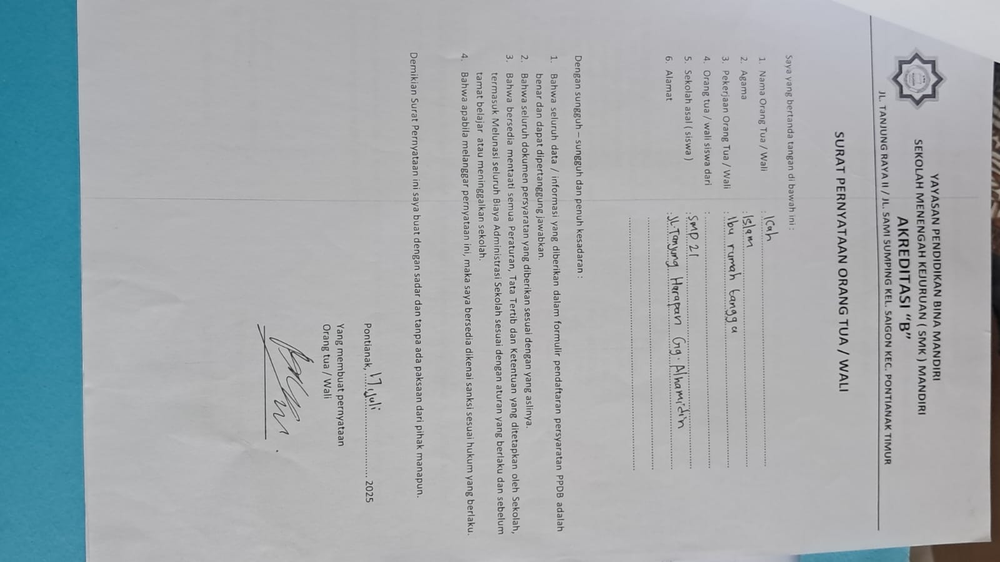 YAYASAN PENDIDIKAN BINA MANDIRI
SEKOLAH MENENGAH KEJURUAN ( SMK ) MANDIRI
AKREDITASI “B”
JL. TANJUNG RAYA II / JL. SAMI SUMPING KEL. SAIGON KEC. PONTIANAK TIMUR
SURAT PERNYATAAN ORANG TUA / WALI
Saya yang bertanda tangan di bawah ini :
1. Nama Orang Tua / Wali : Icah
2. Agama : Islam
3. Pekerjaan Orang Tua / Wali : Ibu rumah tangga
4. Orang tua / wali siswa dari :
5. Sekolah asal ( siswa ) : SMP 21
6. Alamat : JL.Tanjung Harapan Gg. Alhamidin
Dengan sungguh – sungguh dan penuh kesadaran :
1. Bahwa seluruh data / informasi yang diberikan dalam formulir pendaftaran persyaratan PPDB adalah
benar dan dapat dipertanggung jawabkan.
2. Bahwa seluruh dokumen persyaratan yang diberikan sesuai dengan yang aslinya.
3. Bahwa bersedia mentaati semua Peraturan, Tata Tertib dan Ketentuan yang ditetapkan oleh Sekolah,
termasuk Melunasi seluruh Biaya Administrasi Sekolah sesuai dengan aturan yang berlaku dan sebelum
tamat belajar atau meninggalkan sekolah.
4. Bahwa apabila melanggar pernyataan ini, maka saya bersedia dikenai sanksi sesuai hukum yang berlaku.
Demikian Surat Pernyataan ini saya buat dengan sadar dan tanpa ada paksaan dari pihak manapun.
Pontianak, 17, Juli 2025
Yang membuat pernyataan
Orang tua / Wali